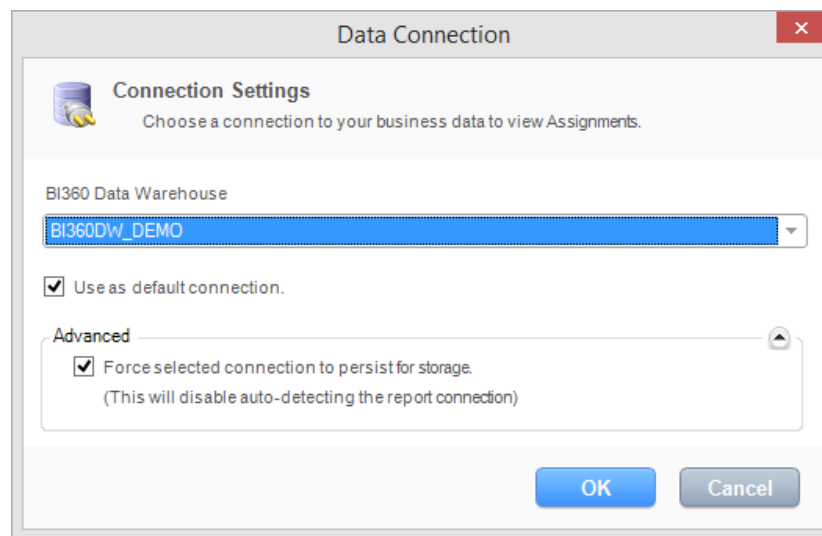 Data Connection
Connection Settings
Choose a connection to your business data to view Assignments.
BI360 Data Warehouse
BI360DW_DEMO
Use as default connection.
Advanced
Force selected connection to persist for storage.
(This will disable auto-detecting the report connection)
OK
Cancel